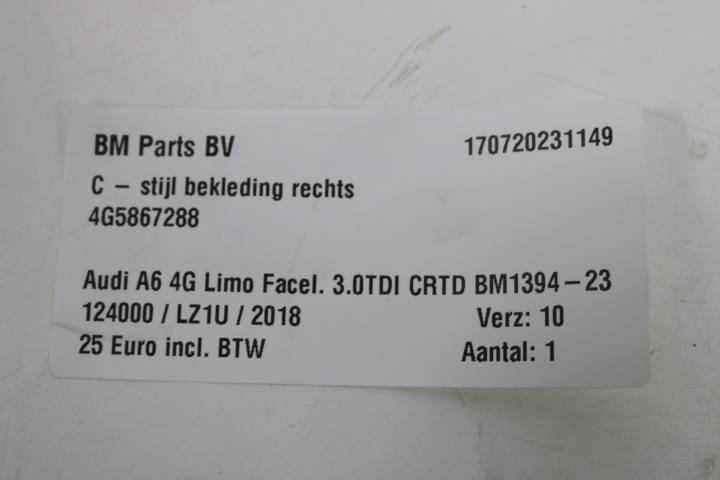 BM Parts BV 170720231149
C – stijl bekleding rechts
4G5867288
Audi A6 4G Limo Facel. 3.0TDI CRTD BM1394–23
124000 / LZ1U / 2018 Verz: 10
25 Euro incl. BTW Aantal: 1